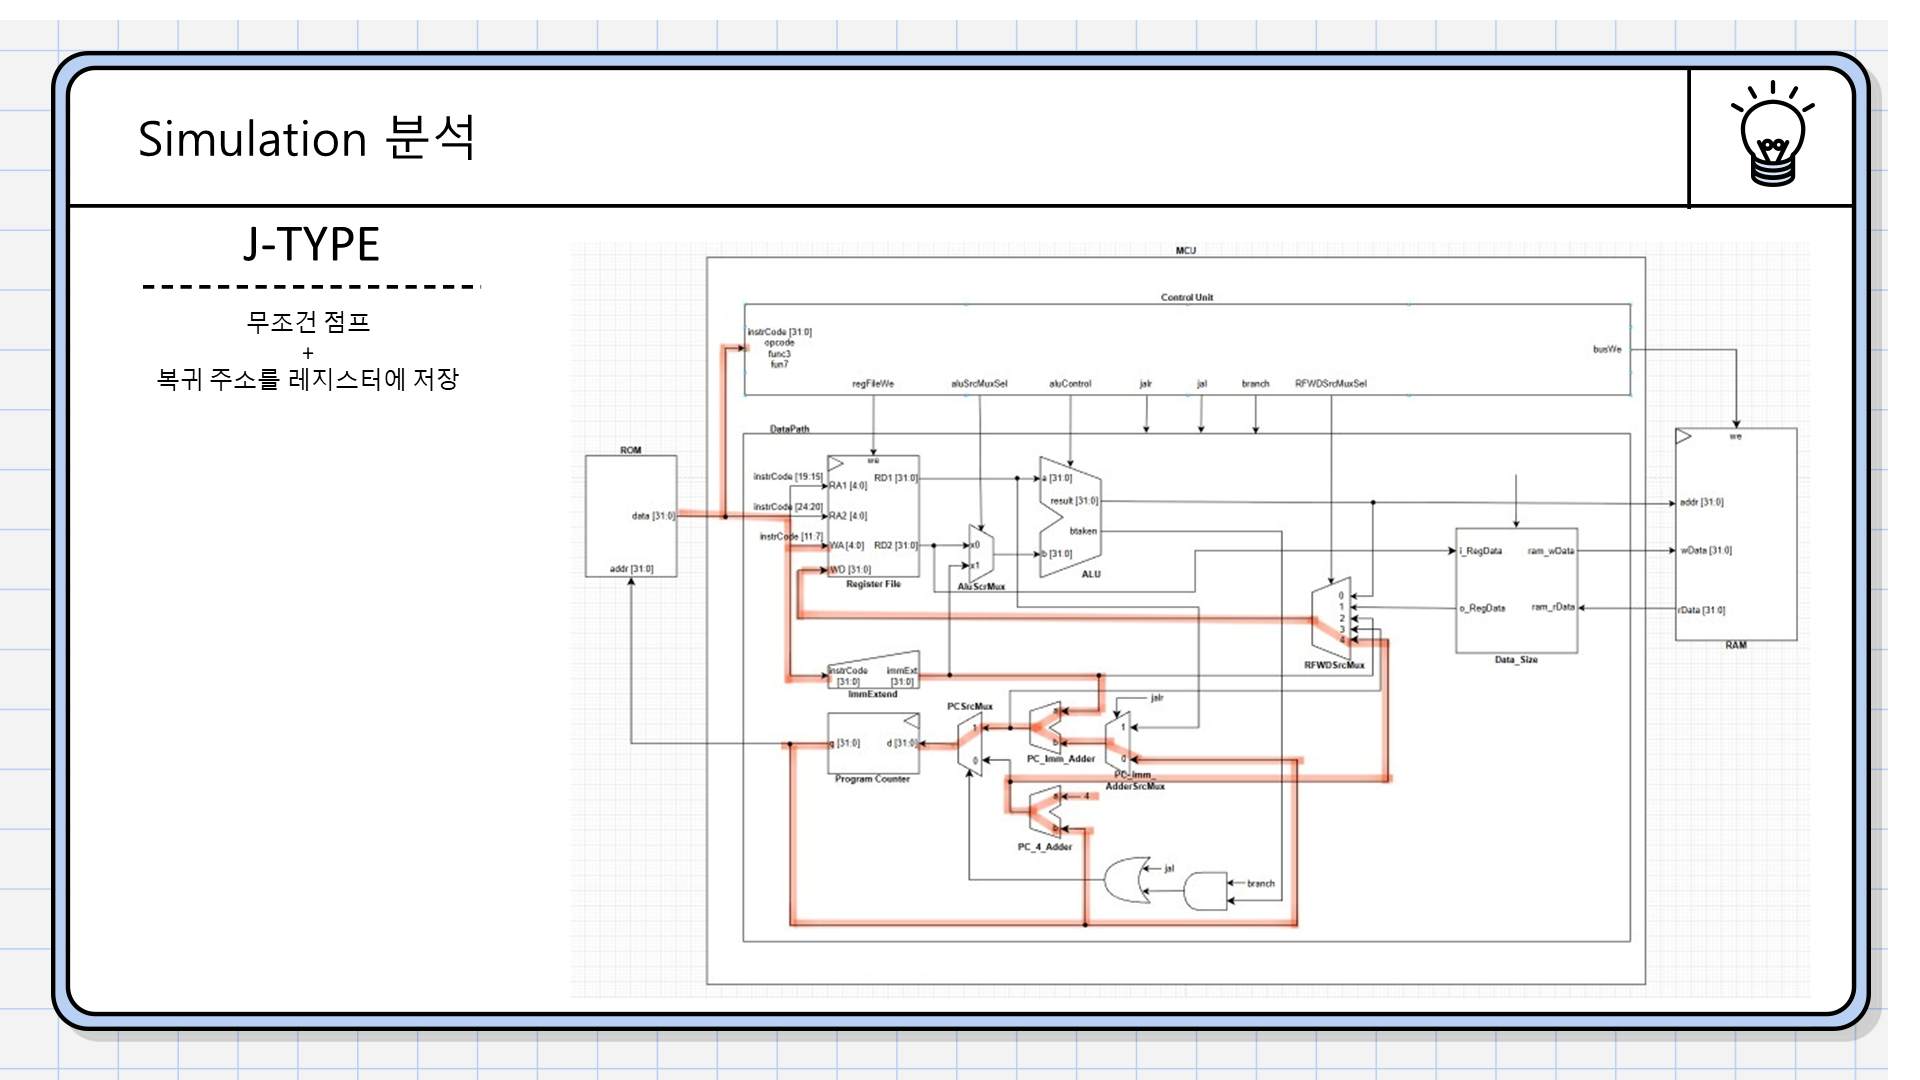 Simulation 분석
J-TYPE
무조건 점프
+
복귀 주소를 레지스터에 저장
MCU
Control Unit
instrCode [31:0]
opcode
func3
fun7
busWe
regFileWe
aluSrcMuxSel
aluControl
jalr
jal
branch
RFWDSrcMuxSel
DataPath
ROM
data [31:0]
addr [31:0]
instrCode [19:15]
instrCode [24:20]
instrCode [11:7]
we
RA1 [4:0]
RA2 [4:0]
WA [4:0]
WD [31:0]
RD1 [31:0]
RD2 [31:0]
Register File
x0
x1
AluScrMux
a [31:0]
result [31:0]
btaken
b [31:0]
ALU
0
1
2
3
4
RFWDSrcMux
i_RegData
ram_wData
o_RegData
ram_rData
Data_Size
we
addr [31:0]
wData [31:0]
rData [31:0]
RAM
instrCode
[31:0]
immExt
[31:0]
ImmExtend
PCSrcMux
1
0
q [31:0]
d [31:0]
Program Counter
a
b
PC_Imm_Adder
jalr
1
0
PC_Imm_
AdderSrcMux
a
4
b
PC_4_Adder
jal
branch